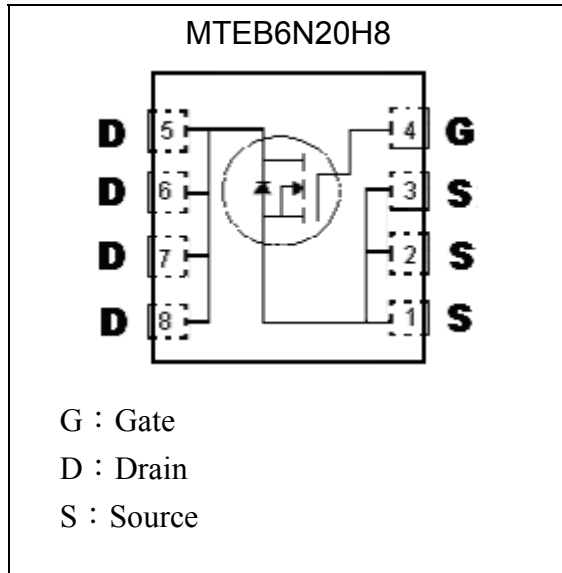 MTEB6N20H8
D 5 4 G
D 6 3 S
D 7 2 S
D 8 1 S
G：Gate
D：Drain
S：Source